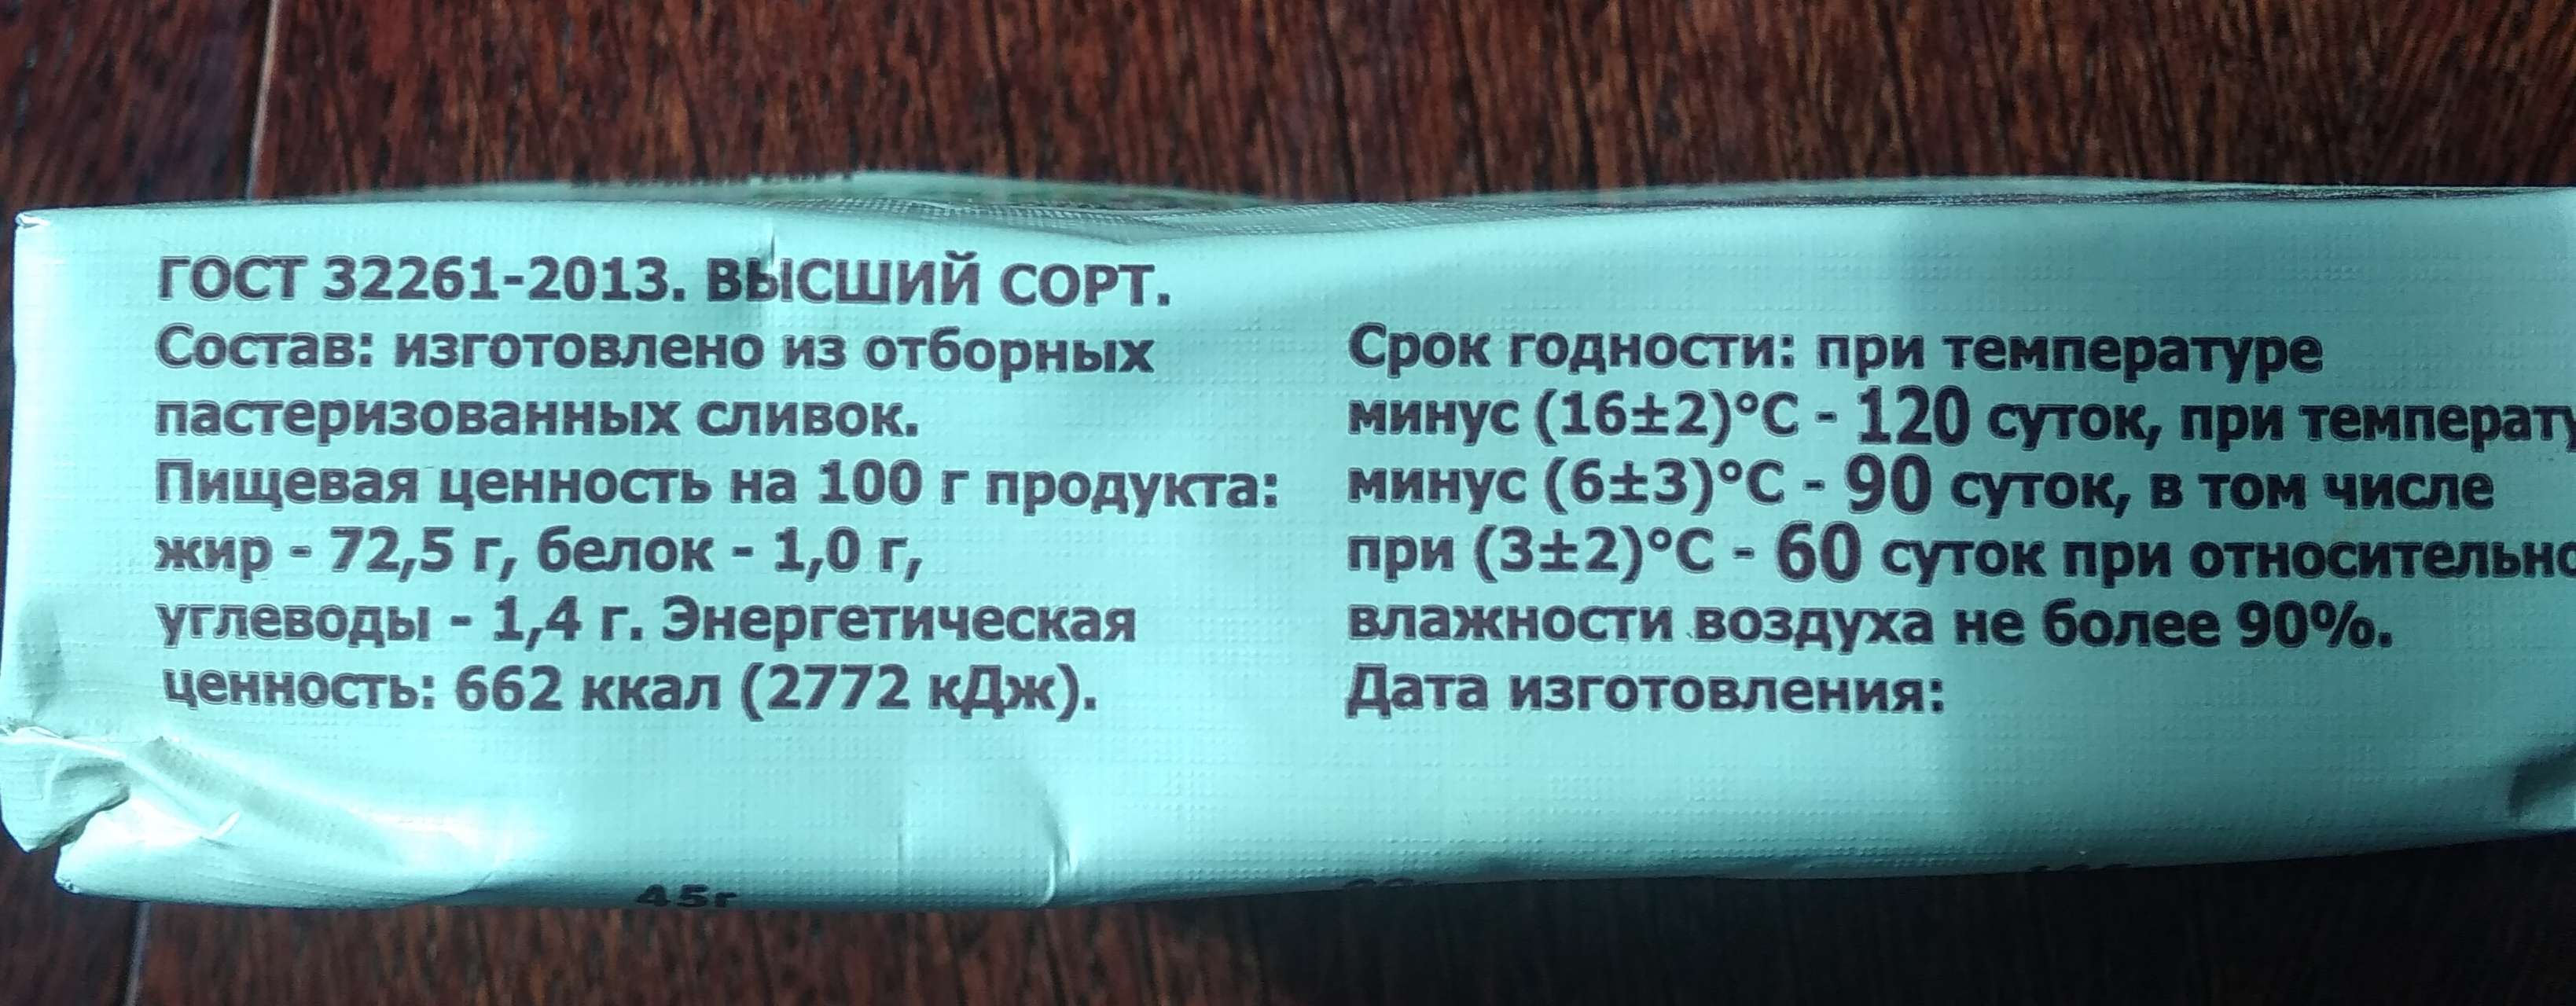 ГОСТ 32261-2013. ВЫСШИЙ СОРТ.
Состав: изготовлено из отборных
пастеризованных сливок.
Пищевая ценность на 100 г продукта:
жир - 72,5 г, белок - 1,0 г,
углеводы - 1,4 г. Энергетическая
ценность: 662 ккал (2772 кДж).
Срок годности: при температуре
минус (16±2)°С - 120 суток, при температу
минус (6±3)°С - 90 суток, в том числе
при (3±2)°С - 60 суток при относительно
влажности воздуха не более 90%.
Дата изготовления:
45г